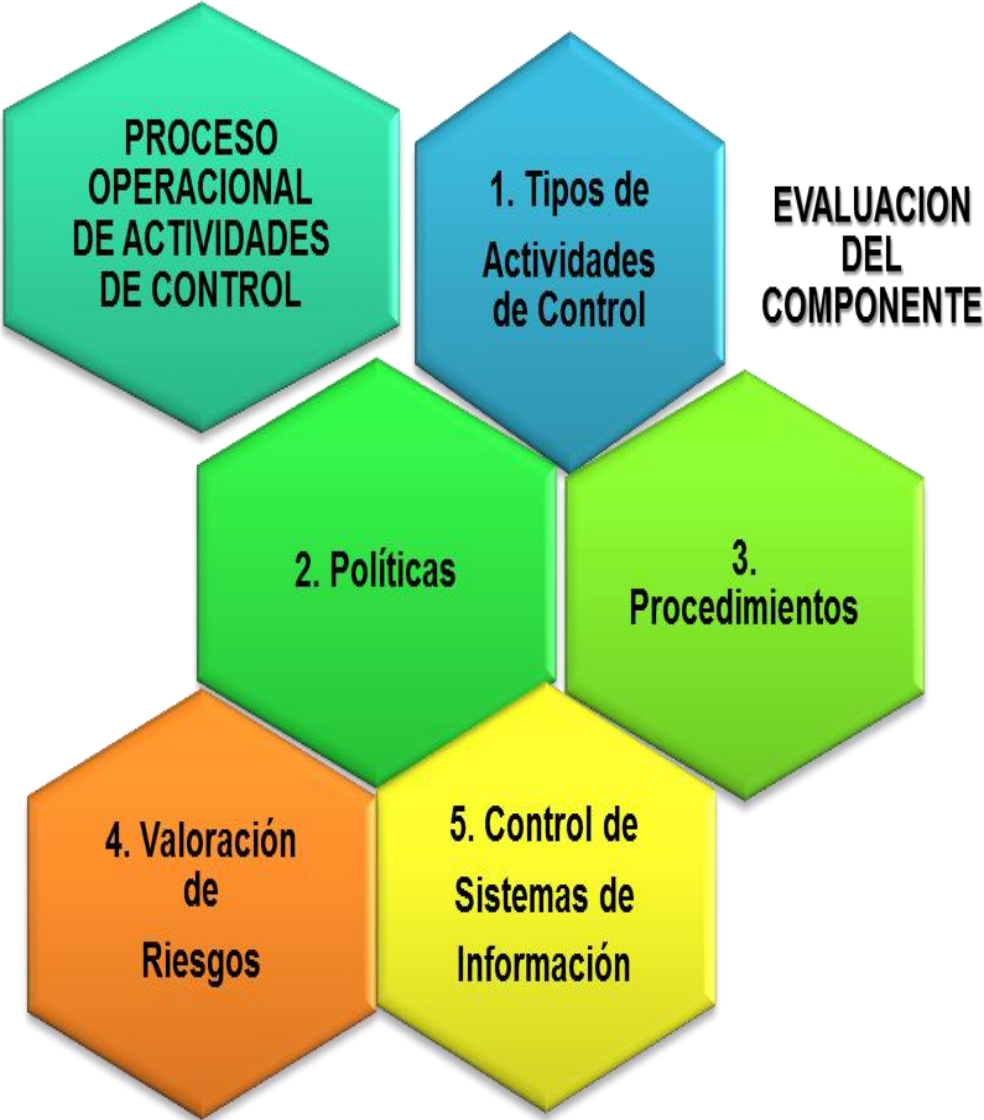 PROCESO
OPERACIONAL
DE ACTIVIDADES
DE CONTROL
1. Tipos de
Actividades
de Control
EVALUACION
DEL
COMPONENTE
2. Políticas
3.
Procedimientos
4. Valoración
de
Riesgos
5. Control de
Sistemas de
Información